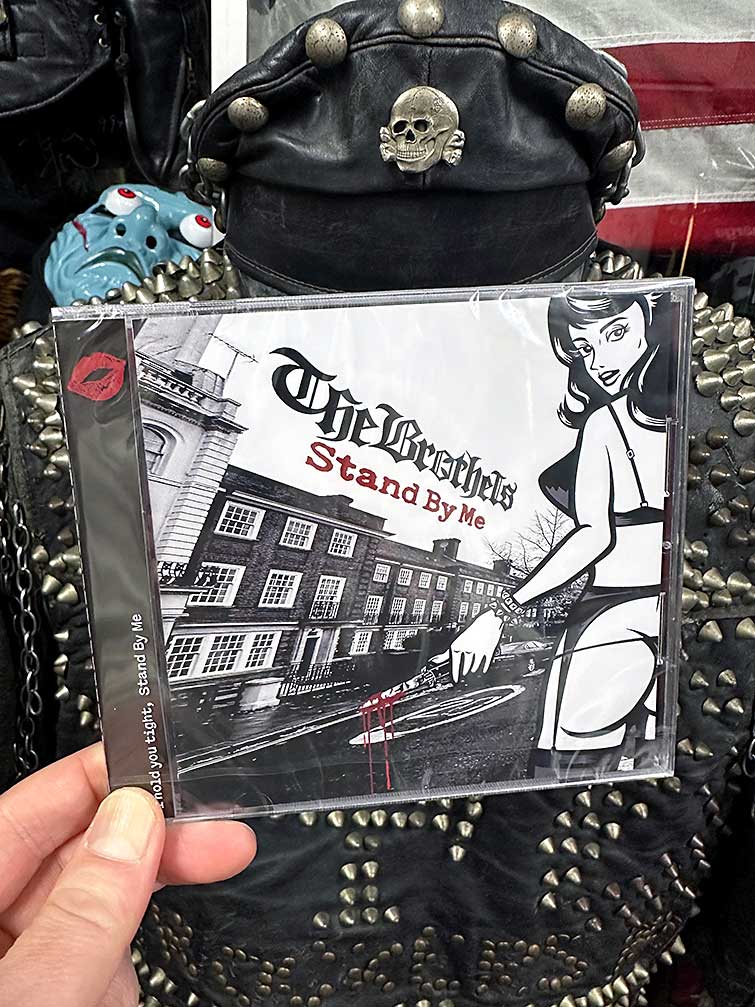 The Brothels
Stand By Me
hold you tight, Stand By Me